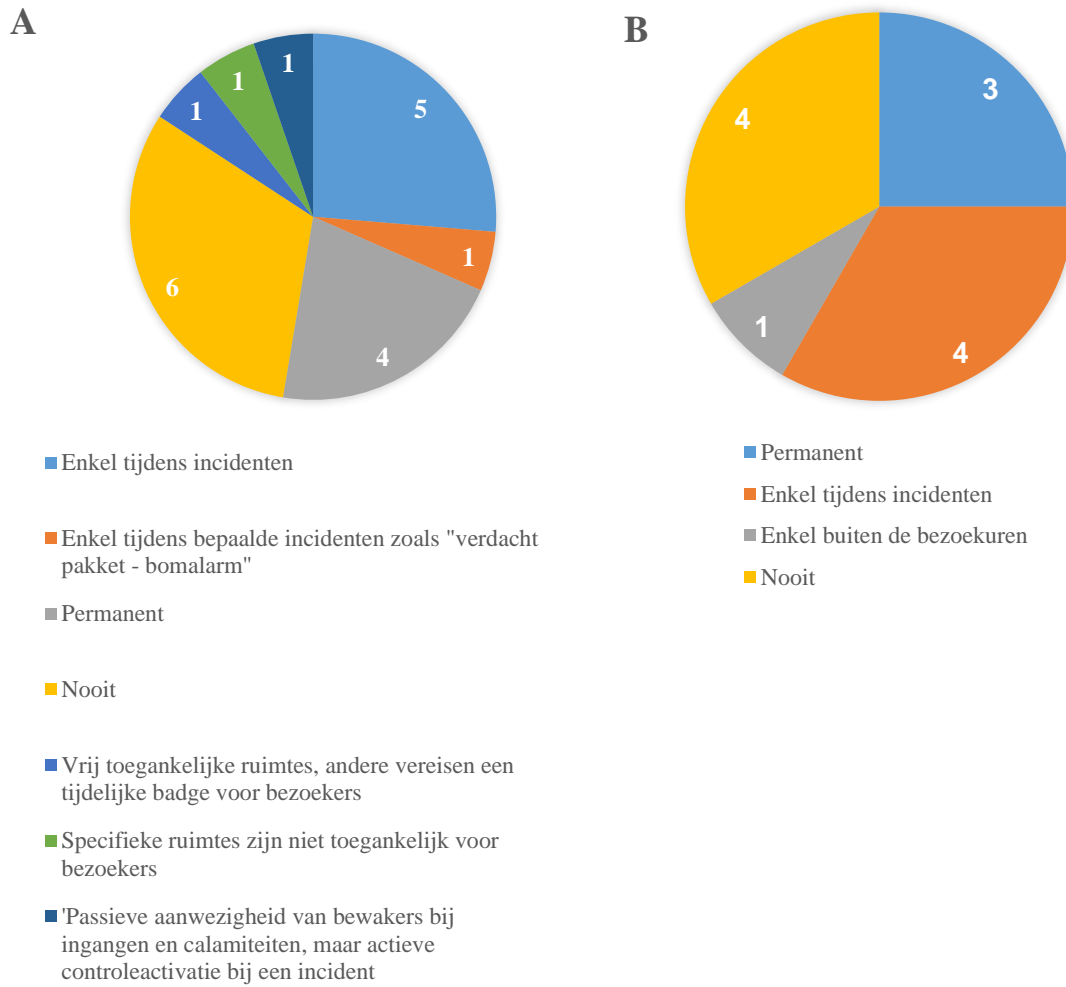 A
1
1
1
5
1
4
6
Enkel tijdens incidenten
Enkel tijdens bepaalde incidenten zoals "verdacht
pakket - bomalarm"
Permanent
Nooit
Vrij toegankelijke ruimtes, andere vereisen een
tijdelijke badge voor bezoekers
Specifieke ruimtes zijn niet toegankelijk voor
bezoekers
'Passieve aanwezigheid van bewakers bij
ingangen en calamiteiten, maar actieve
controleactivatie bij een incident
B
4
3
1
4
Permanent
Enkel tijdens incidenten
Enkel buiten de bezoekuren
Nooit